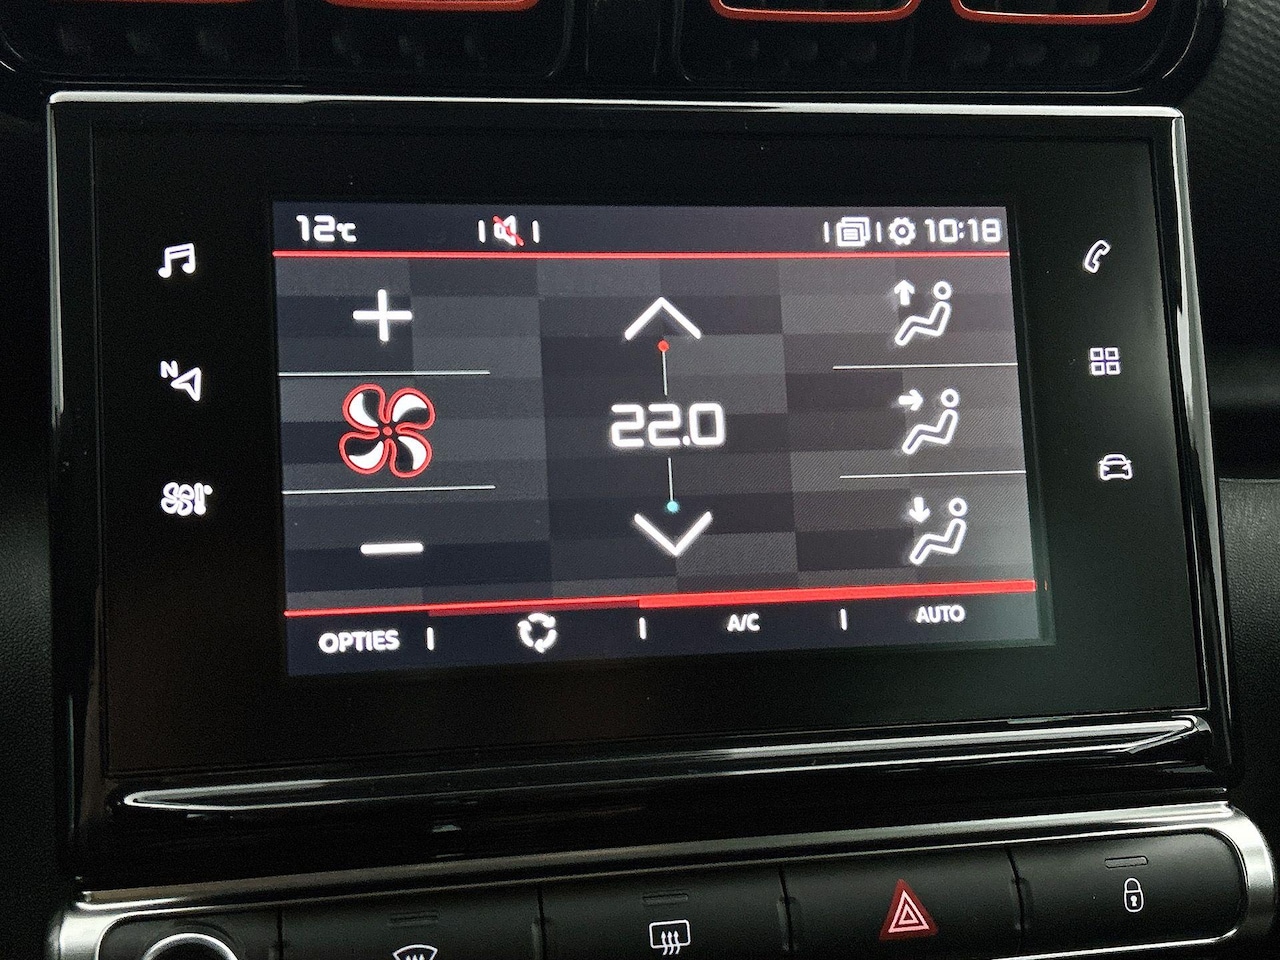 12°C 10:18
N
22.0
OPTIES A/C AUTO